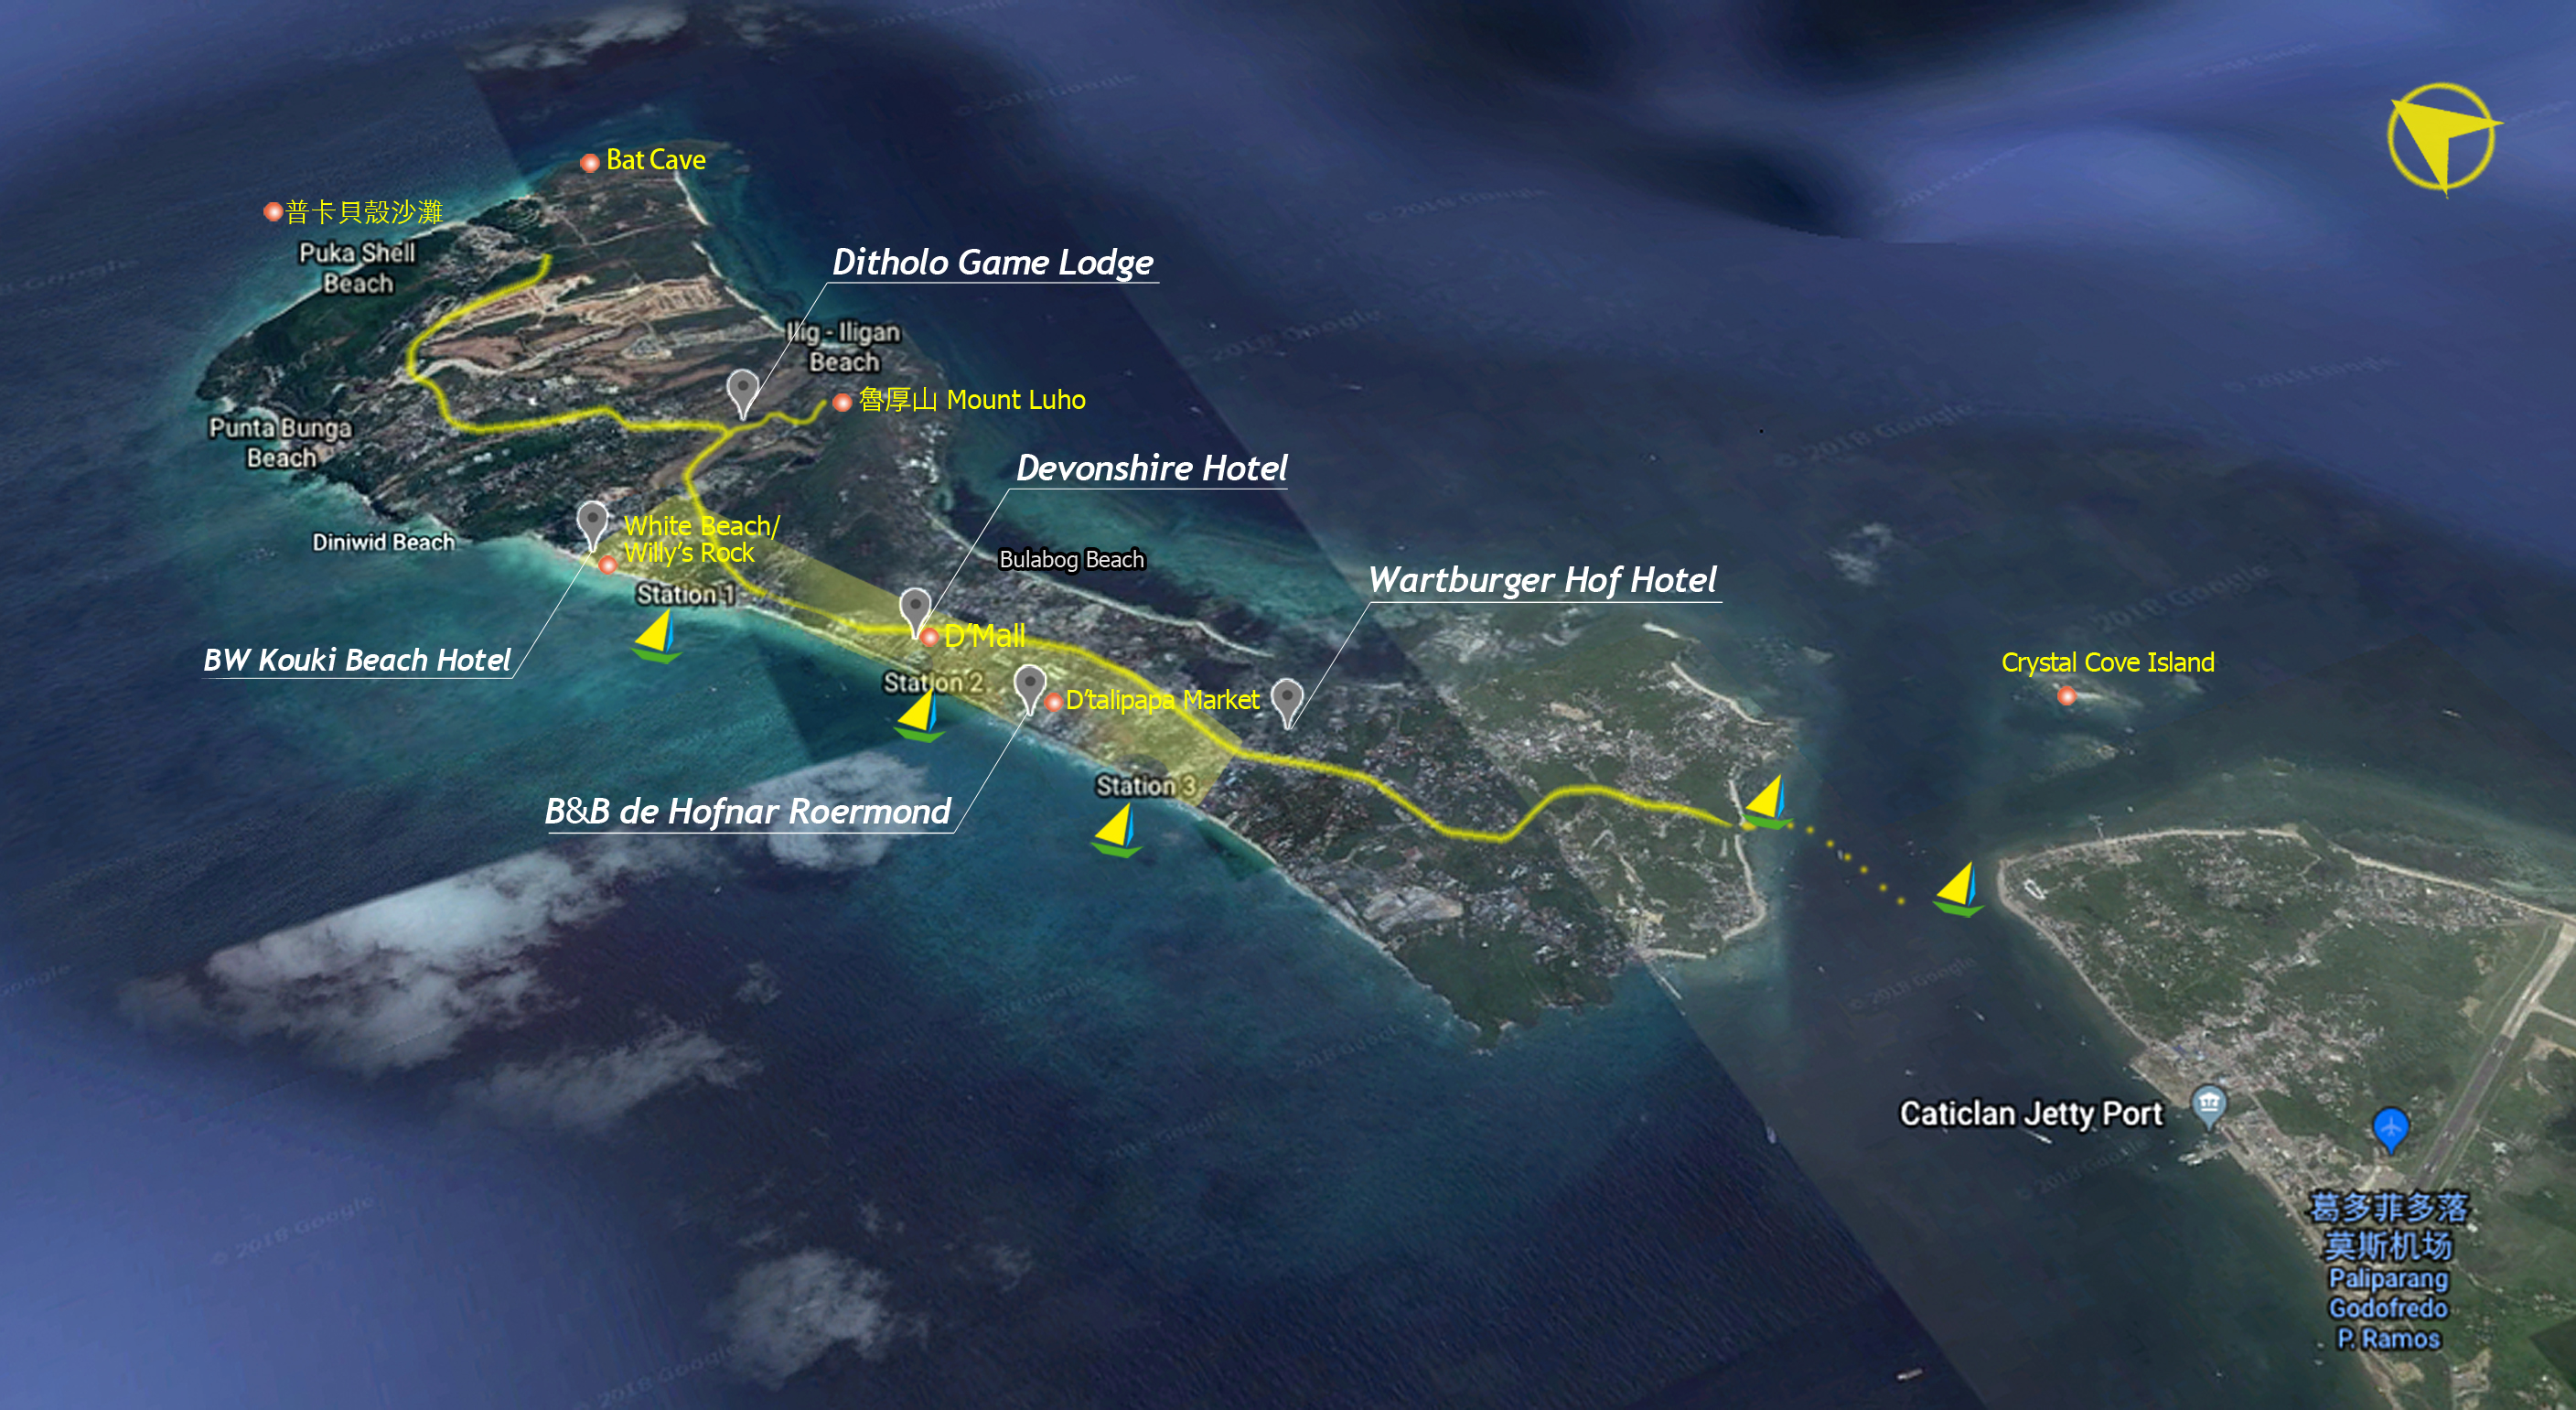 Bat Cave
普卡貝殼沙灘
Puka Shell
Beach
Ditholo Game Lodge
Ilig - Iligan
Beach
魯厚山 Mount Luho
Punta Bunga
Beach
Devonshire Hotel
White Beach/
Willy's Rock
Diniwid Beach
Bulabog Beach
Station 1
Wartburger Hof Hotel
D'Mall
BW Kouki Beach Hotel
Station 2
D'talipapa Market
Crystal Cove Island
Station 3
B&B de Hofnar Roermond
Caticlan Jetty Port
葛多菲多落
莫斯机场
Paliparang
Godofredo
P. Ramos
© 2018 Google